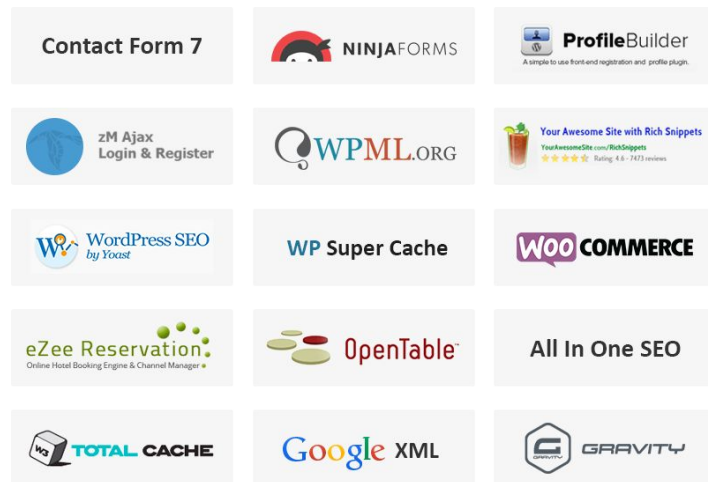 Contact Form 7
NINJAFORMS
ProfileBuilder
A simple to use front-end registration and profile plugin.
zM Ajax
Login & Register
WPML.ORG
Your Awesome Site with Rich Snippets
YourAwesomeSite.com/RichSnippets
Rating: 4.6 - 7473 reviews
WordPress SEO
by Yoast
WP Super Cache
WOOCOMMERCE
eZee Reservation
Online Hotel Booking Engine & Channel Manager
OpenTable™
All In One SEO
W3 TOTAL CACHE
Google XML
G
GRAVITY
GRAVITY